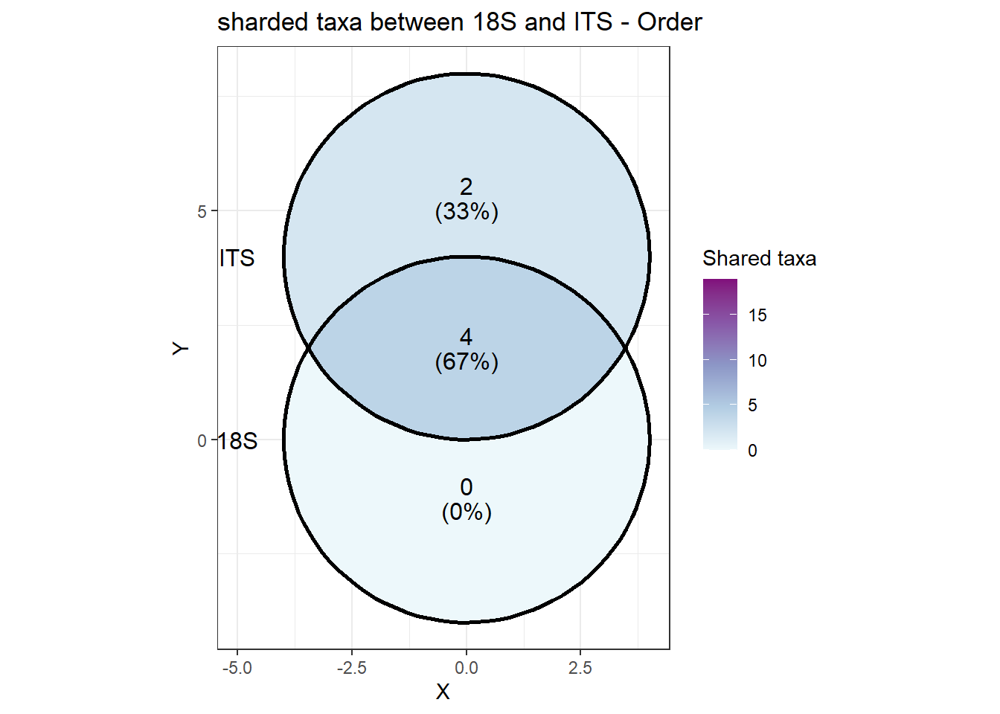 sharded taxa between 18S and ITS - Order
2
(33%)
5
ITS
Shared taxa
15
10
5
0
4
(67%)
Y
0
18S
0
(0%)
-5.0
-2.5
0.0
2.5
X